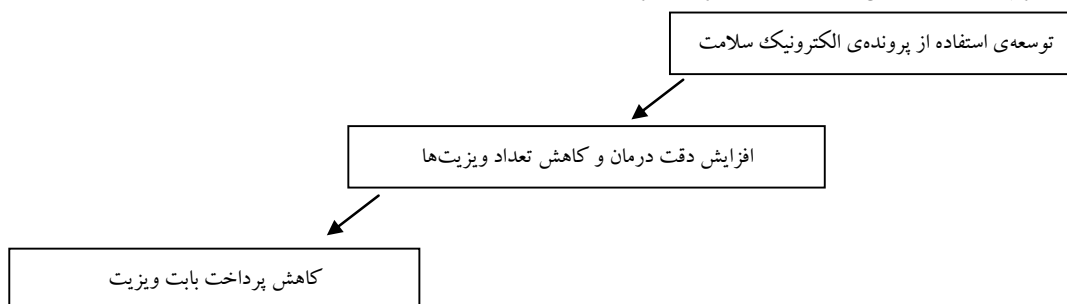 توسعه‌ی استفاده از پرونده‌ی الکترونیک سلامت
افزایش دقت درمان و کاهش تعداد ویزیت‌ها
کاهش پرداخت بابت ویزیت